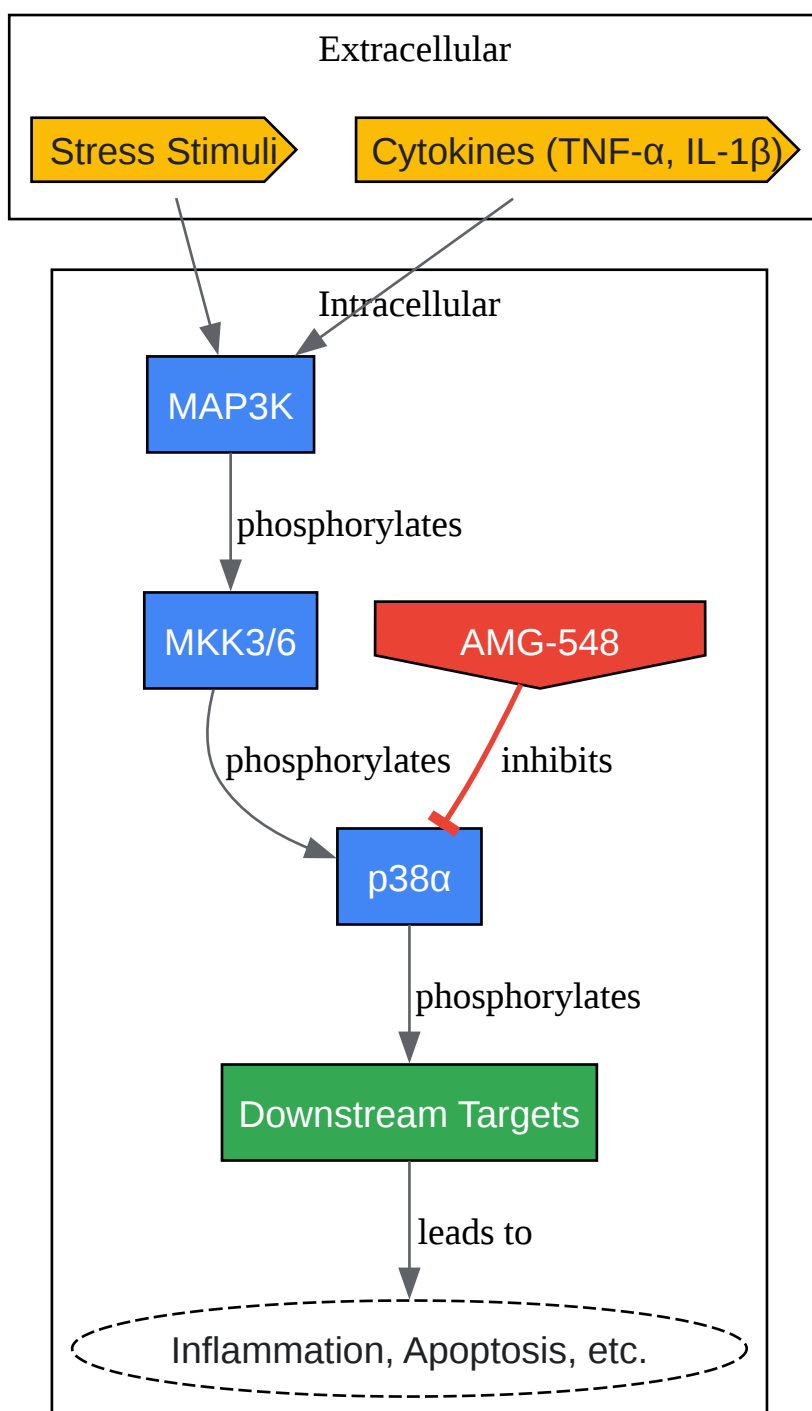 Extracellular
Stress Stimuli
Cytokines (TNF-α, IL-1β)
Intracellular
MAP3K
phosphorylates
MKK3/6
AMG-548
phosphorylates
inhibits
p38α
phosphorylates
Downstream Targets
leads to
Inflammation, Apoptosis, etc.